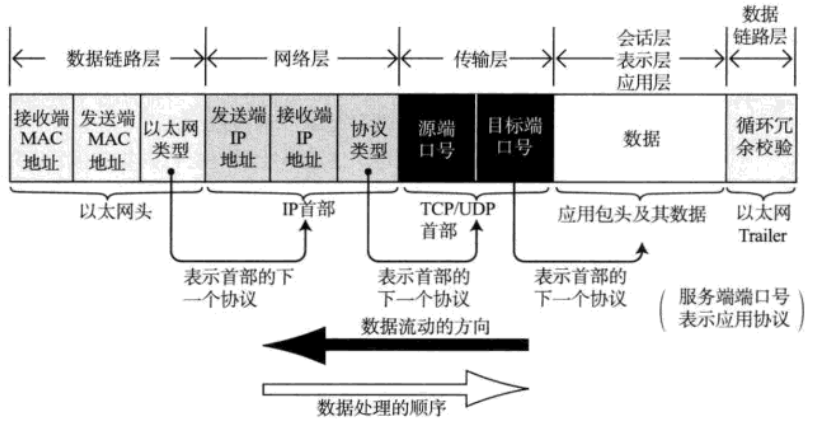 数据链路层
网络层
传输层
会话层
表示层
应用层
数据
链路层
接收端
MAC
地址
发送端
MAC
地址
以太网
类型
发送端
IP
地址
接收端
IP
地址
协议
类型
源端
口号
目标端
口号
数据
循环冗
余校验
以太网头
IP首部
TCP/UDP
首部
应用包头及其数据
以太网
Trailer
表示首部的下
一个协议
表示首部的
下一个协议
表示首部的
下一个协议
(服务端端口号
表示应用协议)
数据流动的方向
数据处理的顺序